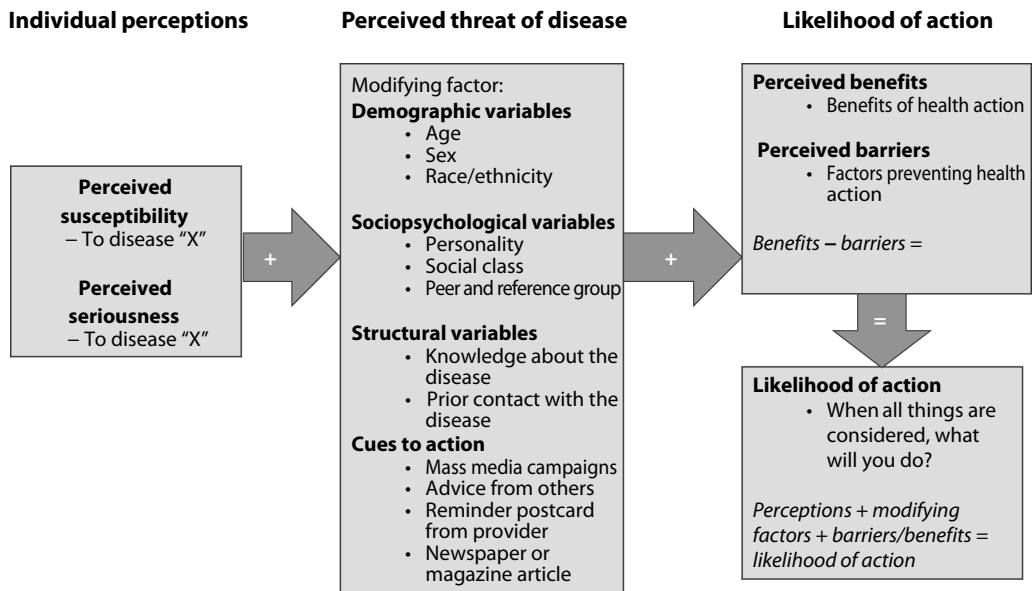 Individual perceptions
Perceived threat of disease
Likelihood of action
Perceived
susceptibility
– To disease “X”
Perceived
seriousness
– To disease “X”
+
Modifying factor:
Demographic variables
• Age
• Sex
• Race/ethnicity
Sociopsychological variables
• Personality
• Social class
• Peer and reference group
Structural variables
• Knowledge about the
disease
• Prior contact with the
disease
Cues to action
• Mass media campaigns
• Advice from others
• Reminder postcard
from provider
• Newspaper or
magazine article
+
Perceived benefits
• Benefits of health action
Perceived barriers
• Factors preventing health
action
Benefits – barriers =
=
Likelihood of action
• When all things are
considered, what
will you do?
Perceptions + modifying
factors + barriers/benefits =
likelihood of action